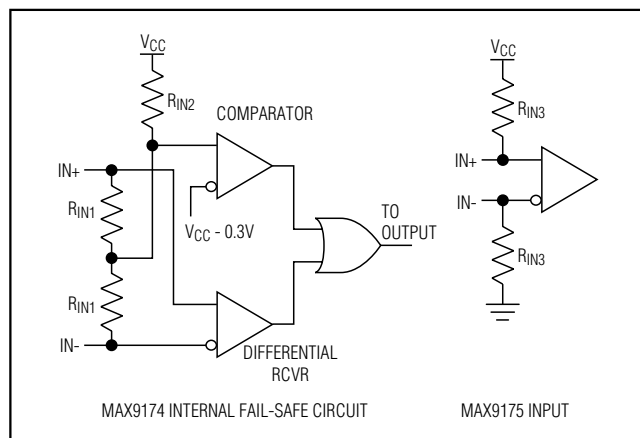 VCC
RIN2
COMPARATOR
IN+
RIN1
VCC - 0.3V
TO
OUTPUT
RIN1
IN-
DIFFERENTIAL
RCVR
MAX9174 INTERNAL FAIL-SAFE CIRCUIT
VCC
RIN3
IN+
IN-
RIN3
MAX9175 INPUT